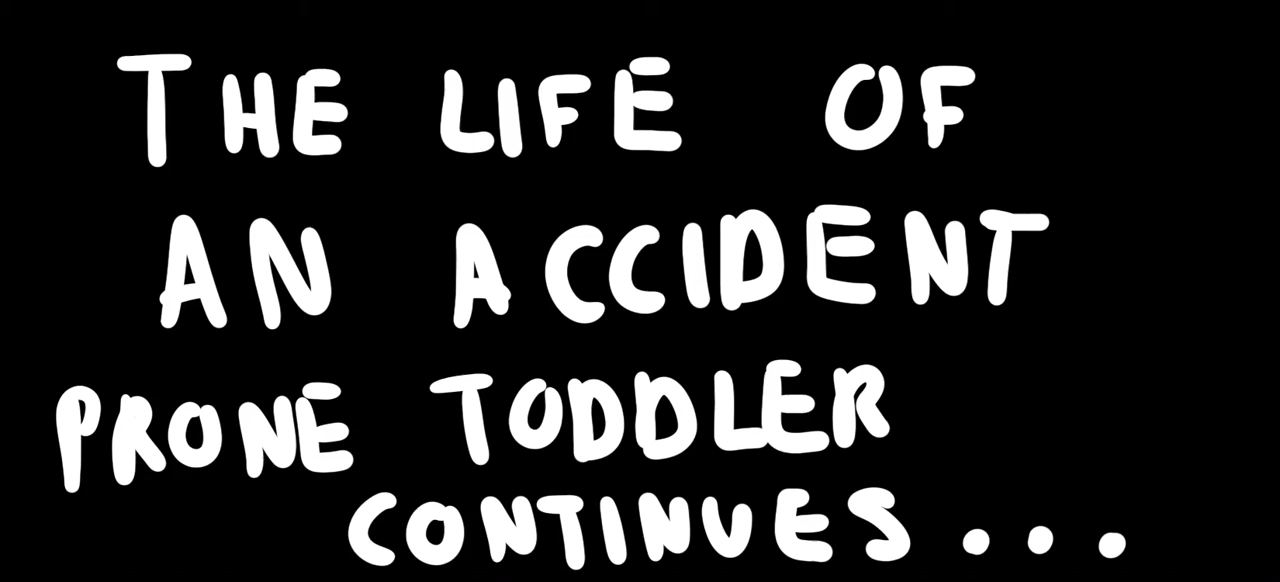 THE LIFE OF
AN ACCIDENT
PRONE TODDLER
CONTINUES...